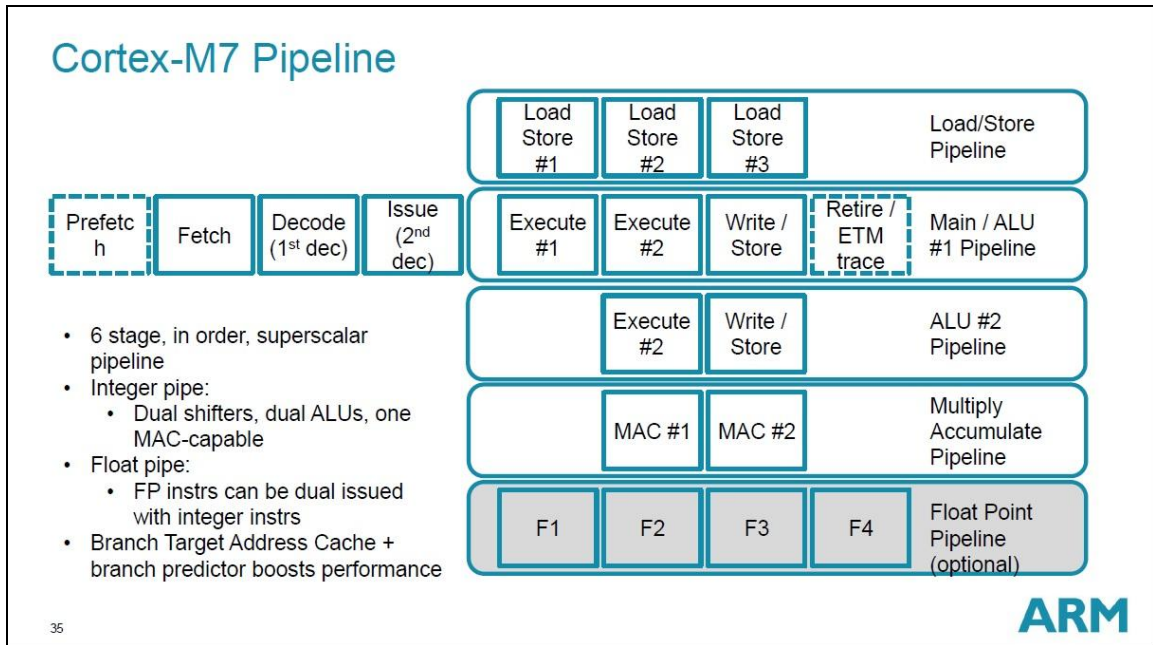 Cortex-M7 Pipeline
Load
Store
#1
Load
Store
#2
Load
Store
#3
Load/Store
Pipeline
Prefetc
h
Fetch
Decode
(1st dec)
Issue
(2nd
dec)
Execute
#1
Execute
#2
Write /
Store
Retire /
ETM
trace
Main / ALU
#1 Pipeline
Execute
#2
Write /
Store
ALU #2
Pipeline
MAC #1
MAC #2
Multiply
Accumulate
Pipeline
F1
F2
F3
F4
Float Point
Pipeline
(optional)
• 6 stage, in order, superscalar
pipeline
• Integer pipe:
• Dual shifters, dual ALUs, one
MAC-capable
• Float pipe:
• FP instrs can be dual issued
with integer instrs
• Branch Target Address Cache +
branch predictor boosts performance
35
ARM